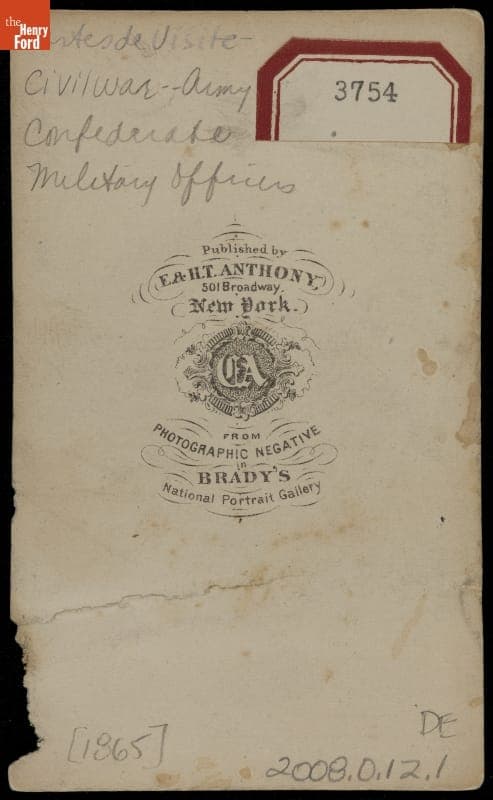 the
Henry
Ford
Cartes de Visite-
Civil War--Army
Confederate
Military Officers
3754
Published by
E. & H.T. ANTHONY,
501 Broadway
New York.
EA
FROM
PHOTOGRAPHIC NEGATIVE
in
BRADY'S
National Portrait Gallery
[1865]
DE
2008.0.12.1